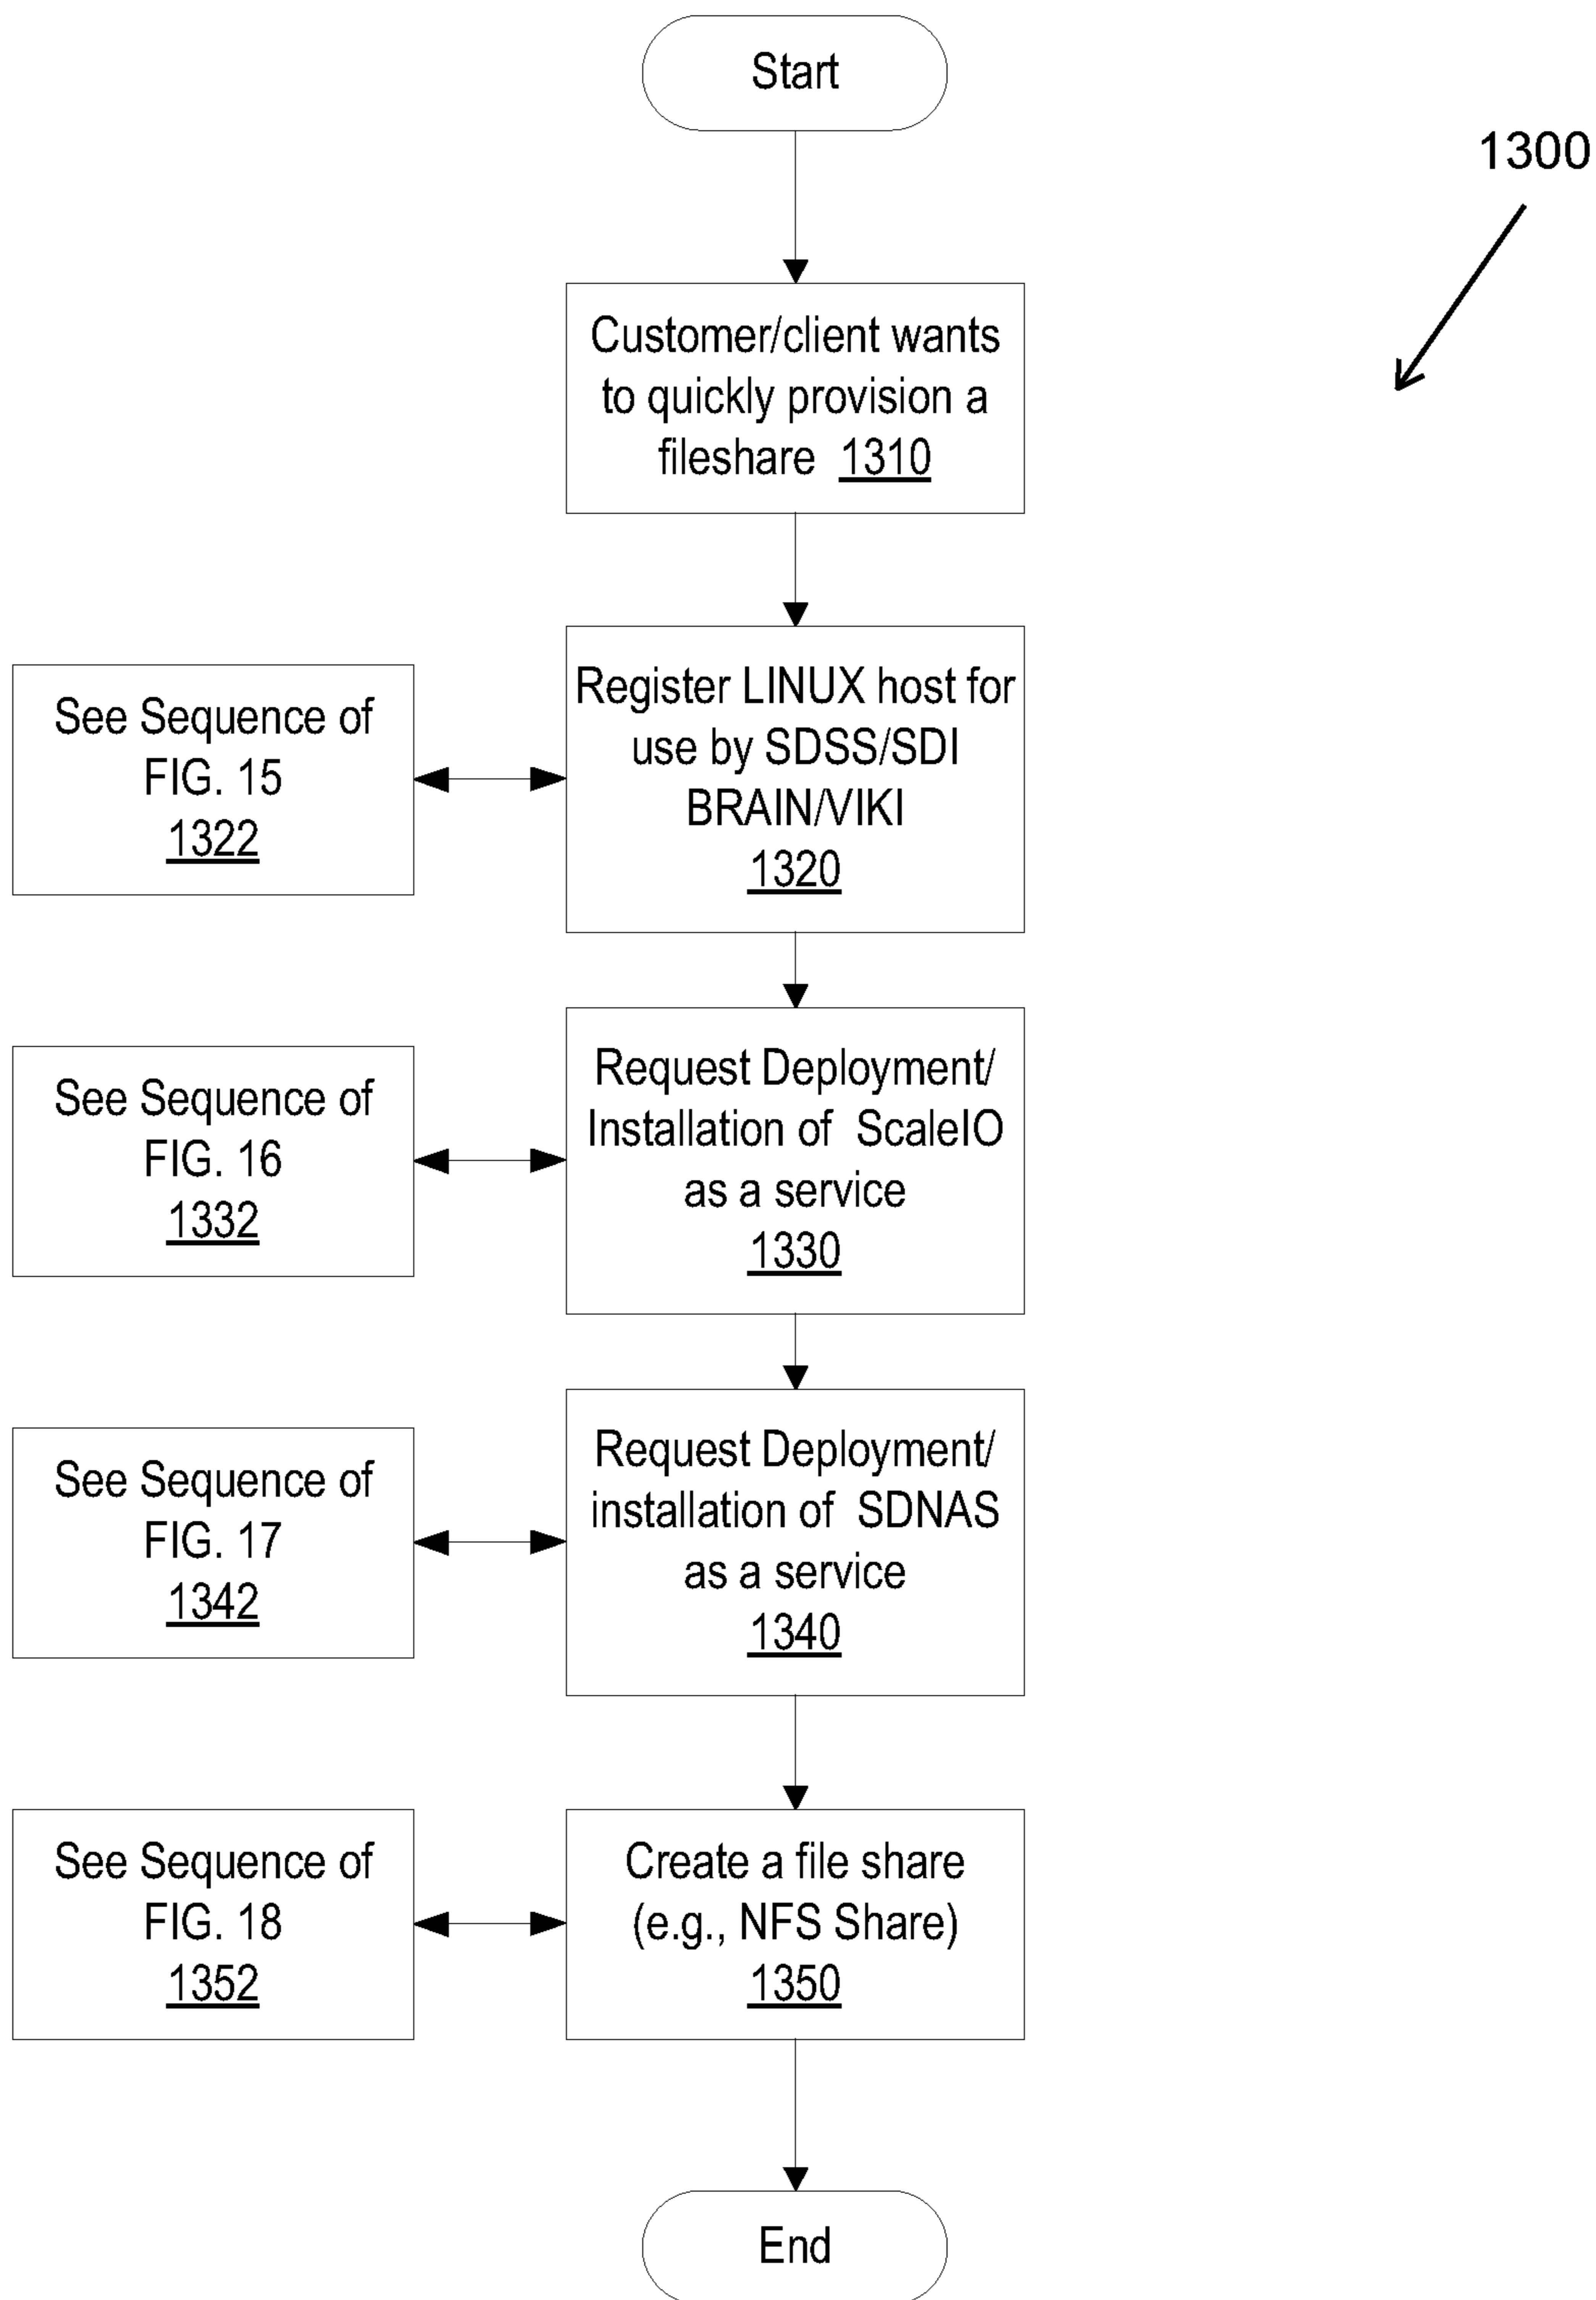 Start
1300
Customer/client wants
to quickly provision a
fileshare 1310
Register LINUX host for
use by SDSS/SDI
BRAIN/VIKI
1320
See Sequence of
FIG. 15
1322
Request Deployment/
Installation of ScaleIO
as a service
1330
See Sequence of
FIG. 16
1332
Request Deployment/
installation of SDNAS
as a service
1340
See Sequence of
FIG. 17
1342
Create a file share
(e.g., NFS Share)
1350
See Sequence of
FIG. 18
1352
End